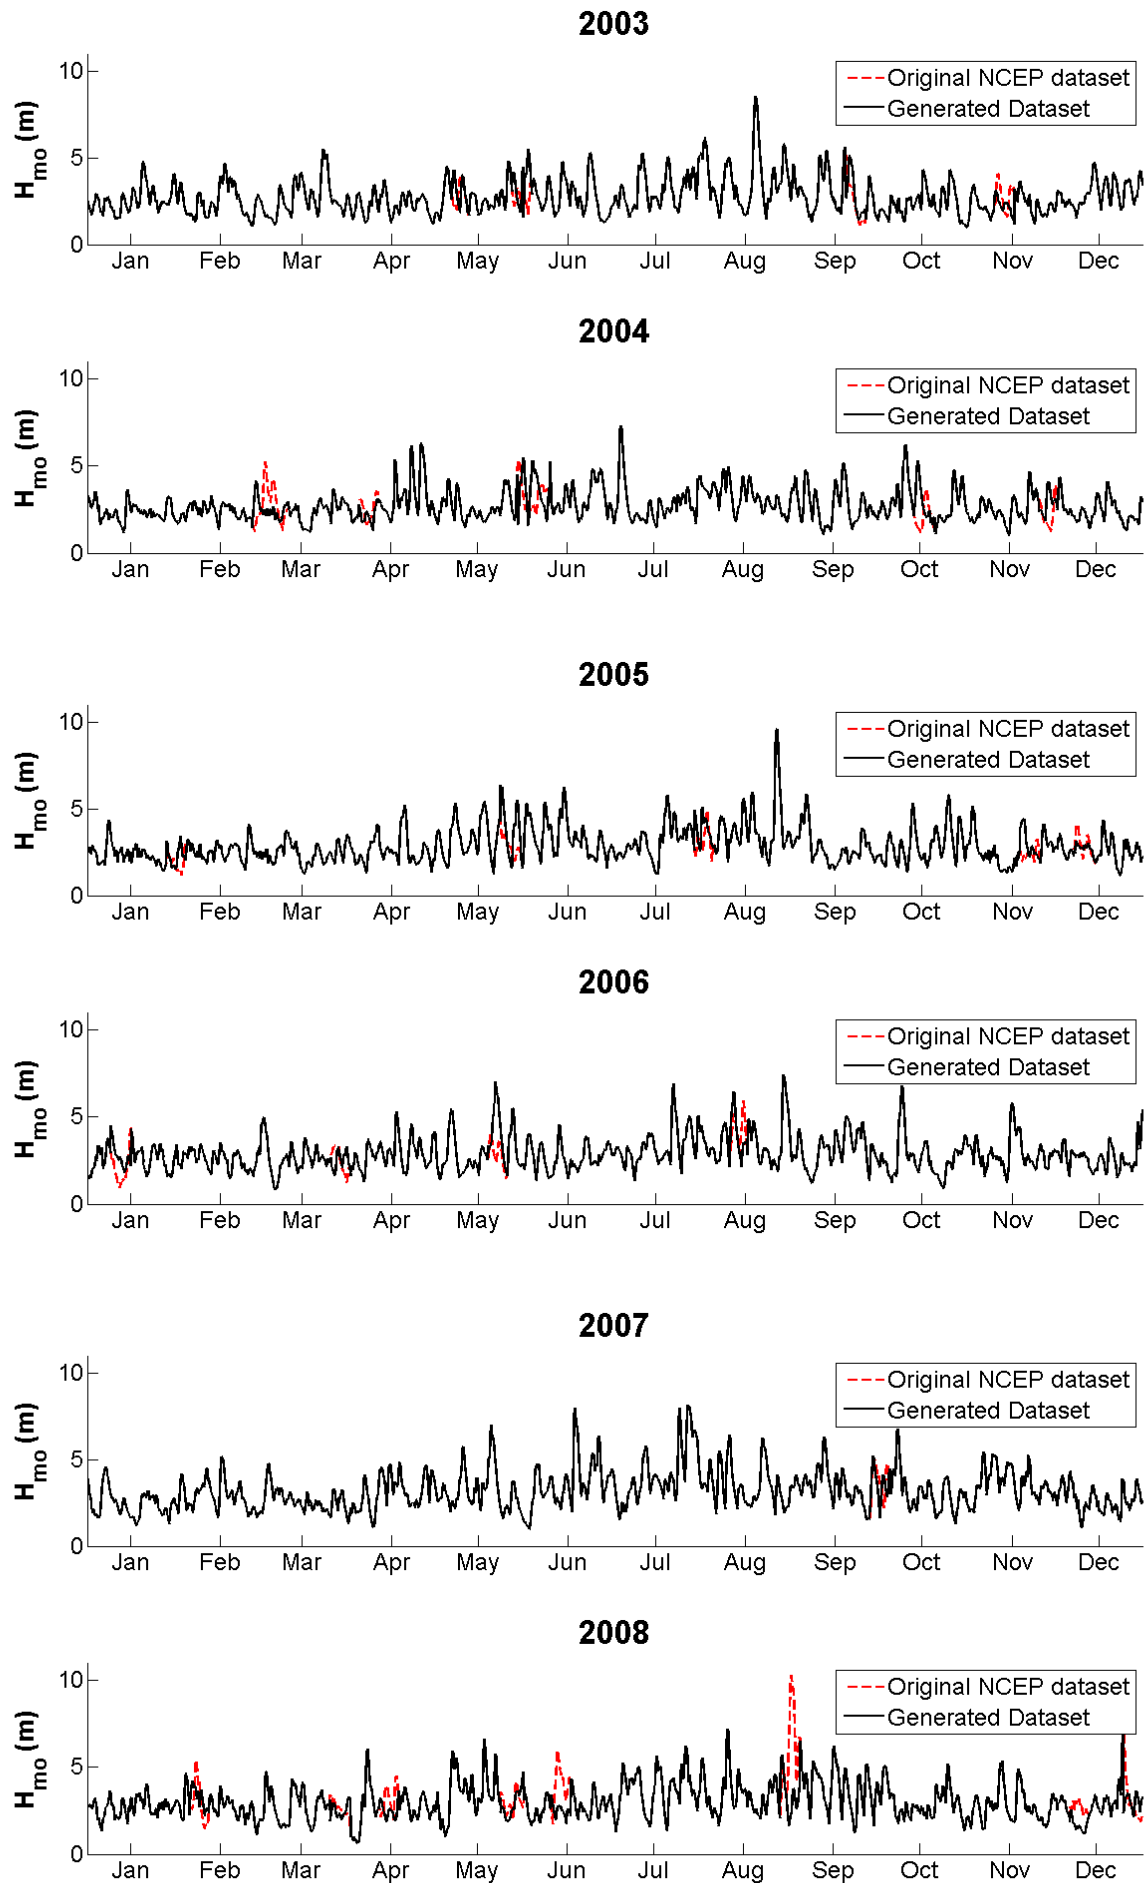 2003
10
5
0
H_mo (m)
Original NCEP dataset
Generated Dataset
Jan Feb Mar Apr May Jun Jul Aug Sep Oct Nov Dec
2004
10
5
0
H_mo (m)
Original NCEP dataset
Generated Dataset
Jan Feb Mar Apr May Jun Jul Aug Sep Oct Nov Dec
2005
10
5
0
H_mo (m)
Original NCEP dataset
Generated Dataset
Jan Feb Mar Apr May Jun Jul Aug Sep Oct Nov Dec
2006
10
5
0
H_mo (m)
Original NCEP dataset
Generated Dataset
Jan Feb Mar Apr May Jun Jul Aug Sep Oct Nov Dec
2007
10
5
0
H_mo (m)
Original NCEP dataset
Generated Dataset
Jan Feb Mar Apr May Jun Jul Aug Sep Oct Nov Dec
2008
10
5
0
H_mo (m)
Original NCEP dataset
Generated Dataset
Jan Feb Mar Apr May Jun Jul Aug Sep Oct Nov Dec